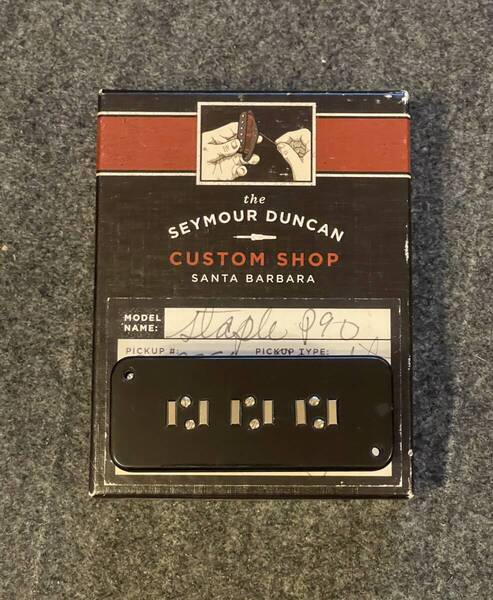 the
SEYMOUR DUNCAN
CUSTOM SHOP
SANTA BARBARA
MODEL
NAME: Staple P90
PICKUP #: PICKUP TYPE: